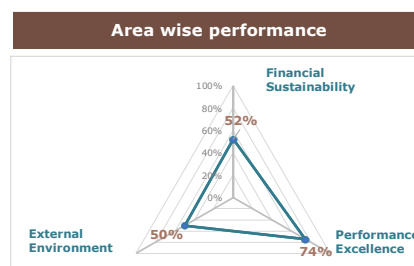 Area wise performance
Financial
Sustainability
100%
80%
52%
60%
40%
20%
0%
External
Environment
50%
Performance
Excellence
74%